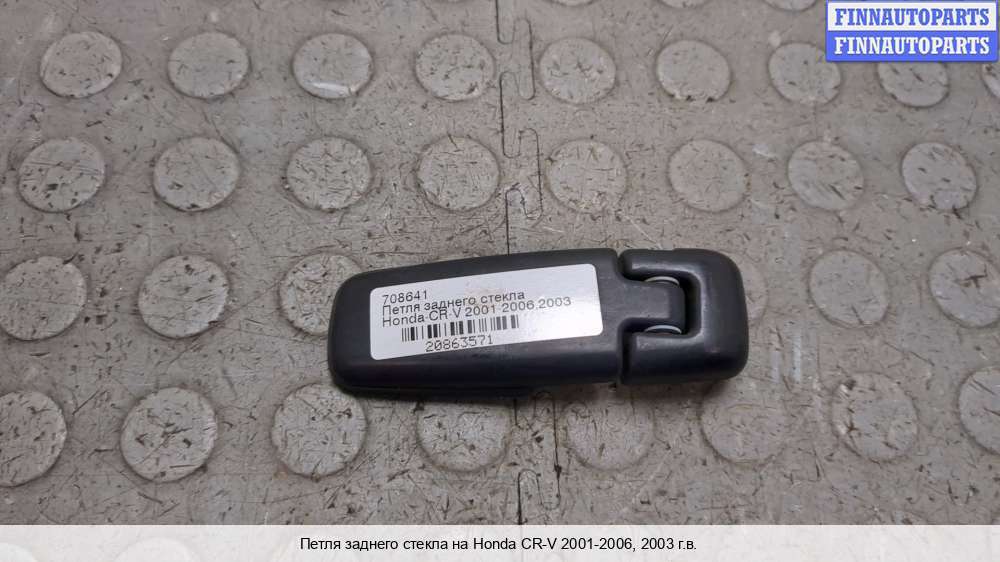 FINNAUTOPARTS
FINNAUTOPARTS
708641
Петля заднего стекла
Honda CR-V 2001-2006,2003
20863571
Петля заднего стекла на Honda CR-V 2001-2006, 2003 г.в.